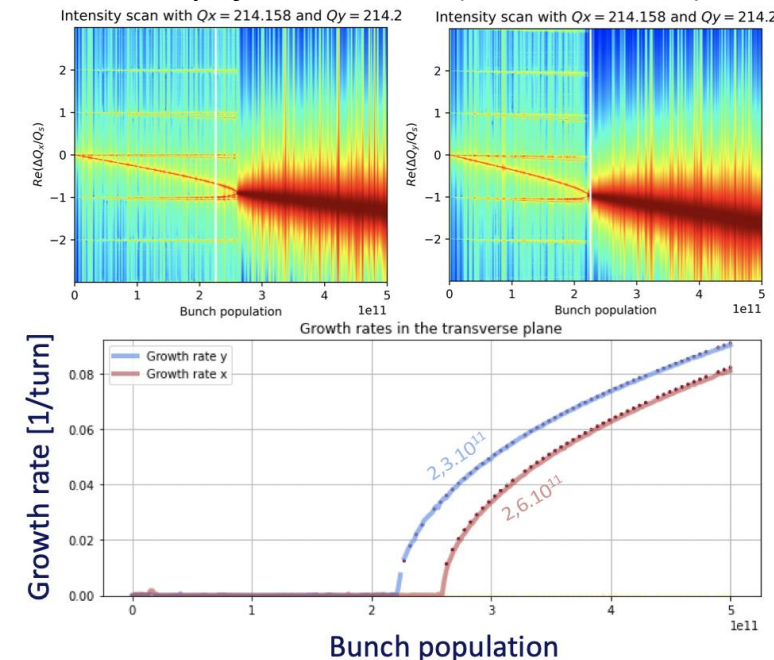 Intensity scan with Qx = 214.158 and Qy = 214.2
Intensity scan with Qx = 214.158 and Qy = 214.2
Re(ΔQx/Qs)
2
1
0
−1
−2
0 1 2 3 4 5
1e11
Bunch population
Re(ΔQy/Qs)
2
1
0
−1
−2
0 1 2 3 4 5
1e11
Bunch population
Growth rates in the transverse plane
Growth rate [1/turn]
Growth rate y
Growth rate x
0.08
0.06
0.04
0.02
0.00
2,3.10¹¹
2,6.10¹¹
0 1 2 3 4 5
1e11
Bunch population